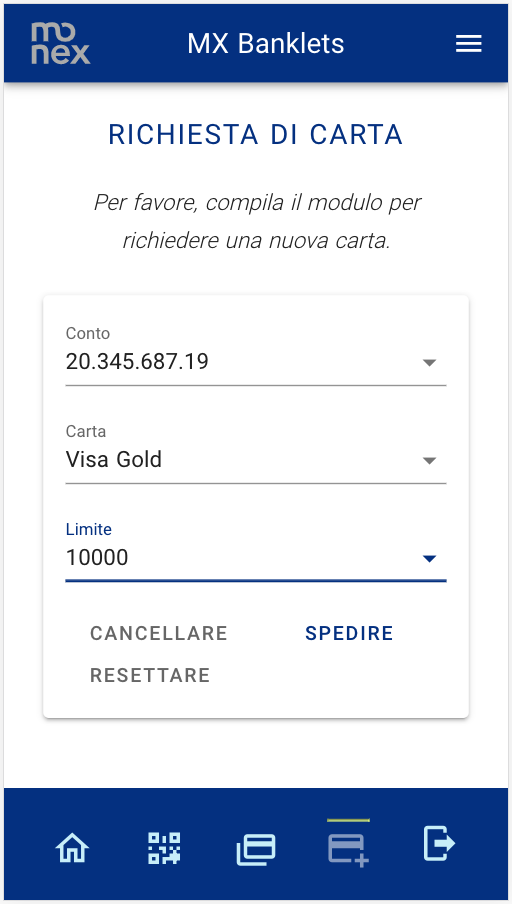 mo
nex
MX Banklets
RICHIESTA DI CARTA
Per favore, compila il modulo per
richiedere una nuova carta.
Conto
20.345.687.19
Carta
Visa Gold
Limite
10000
CANCELLARE SPEDIRE
RESETTARE